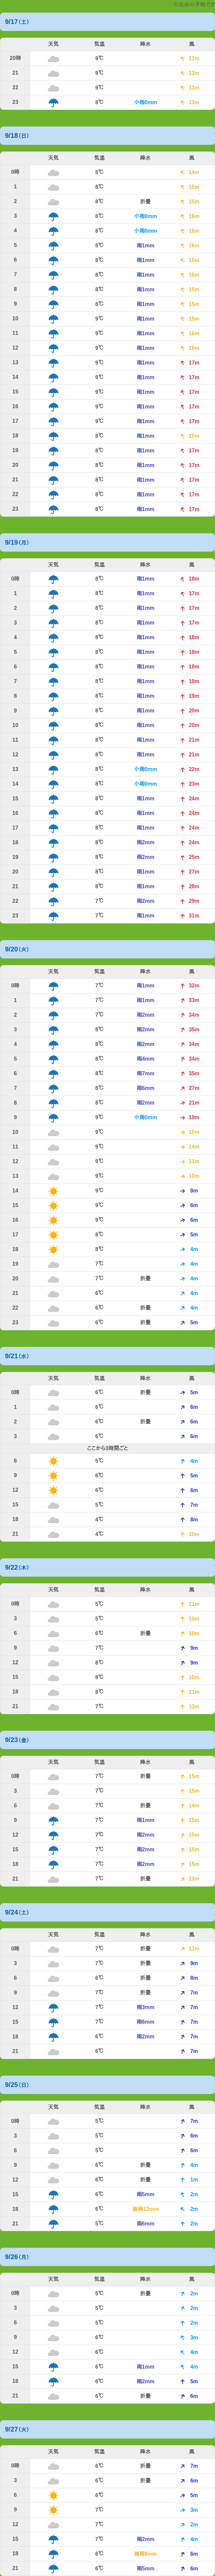 ※北岳の予報です
9/17(土)
天気 気温 降水 風
20時 9℃ 11m
21 9℃ 13m
22 9℃ 13m
23 8℃ 小雨0mm 13m
9/18(日)
天気 気温 降水 風
0時 8℃ 14m
1 8℃ 15m
2 8℃ 折畳 15m
3 8℃ 小雨0mm 16m
4 8℃ 小雨0mm 16m
5 8℃ 雨1mm 16m
6 8℃ 雨1mm 16m
7 8℃ 雨1mm 16m
8 8℃ 雨1mm 15m
9 8℃ 雨1mm 15m
10 9℃ 雨1mm 15m
11 9℃ 雨1mm 16m
12 9℃ 雨1mm 16m
13 9℃ 雨1mm 17m
14 9℃ 雨1mm 17m
15 9℃ 雨1mm 17m
16 9℃ 雨1mm 17m
17 9℃ 雨1mm 17m
18 8℃ 雨1mm 16m
19 8℃ 雨1mm 17m
20 8℃ 雨1mm 17m
21 8℃ 雨1mm 17m
22 8℃ 雨1mm 17m
23 8℃ 雨1mm 17m
9/19(月)
天気 気温 降水 風
0時 8℃ 雨1mm 18m
1 8℃ 雨1mm 17m
2 8℃ 雨1mm 17m
3 8℃ 雨1mm 17m
4 8℃ 雨1mm 18m
5 8℃ 雨1mm 18m
6 8℃ 雨1mm 18m
7 8℃ 雨1mm 19m
8 8℃ 雨1mm 19m
9 8℃ 雨1mm 20m
10 8℃ 雨1mm 20m
11 8℃ 雨1mm 21m
12 8℃ 雨1mm 21m
13 8℃ 小雨0mm 22m
14 8℃ 小雨0mm 23m
15 8℃ 雨1mm 24m
16 8℃ 雨1mm 24m
17 8℃ 雨1mm 24m
18 8℃ 雨2mm 24m
19 8℃ 雨2mm 25m
20 8℃ 雨1mm 27m
21 8℃ 雨1mm 28m
22 7℃ 雨2mm 29m
23 7℃ 雨1mm 31m
9/20(火)
天気 気温 降水 風
0時 7℃ 雨1mm 32m
1 7℃ 雨1mm 33m
2 7℃ 雨2mm 34m
3 8℃ 雨2mm 35m
4 8℃ 雨2mm 34m
5 8℃ 雨4mm 34m
6 8℃ 雨7mm 35m
7 7℃ 雨6mm 27m
8 8℃ 雨2mm 21m
9 9℃ 小雨0mm 19m
10 9℃ 16m
11 9℃ 14m
12 9℃ 11m
13 9℃ 10m
14 9℃ 8m
15 9℃ 6m
16 9℃ 6m
17 8℃ 5m
18 8℃ 4m
19 7℃ 4m
20 7℃ 折畳 4m
21 6℃ 4m
22 6℃ 折畳 4m
23 6℃ 折畳 5m
9/21(水)
天気 気温 降水 風
0時 6℃ 折畳 5m
1 6℃ 6m
2 6℃ 折畳 6m
3 6℃ 6m
ここから3時間ごと
6 5℃ 4m
9 6℃ 5m
12 6℃ 6m
15 5℃ 7m
18 4℃ 8m
21 4℃ 10m
9/22(木)
天気 気温 降水 風
0時 5℃ 11m
3 5℃ 10m
6 6℃ 折畳 10m
9 7℃ 9m
12 8℃ 9m
15 8℃ 10m
18 8℃ 11m
21 7℃ 13m
9/23(金)
天気 気温 降水 風
0時 7℃ 折畳 15m
3 7℃ 15m
6 7℃ 折畳 14m
9 7℃ 雨1mm 15m
12 7℃ 雨2mm 15m
15 7℃ 雨2mm 15m
18 7℃ 雨2mm 15m
21 7℃ 折畳 13m
9/24(土)
天気 気温 降水 風
0時 7℃ 折畳 11m
3 7℃ 折畳 9m
6 6℃ 折畳 8m
9 7℃ 折畳 7m
12 7℃ 雨3mm 7m
15 7℃ 雨6mm 7m
18 6℃ 雨2mm 7m
21 6℃ 7m
9/25(日)
天気 気温 降水 風
0時 5℃ 7m
3 5℃ 6m
6 5℃ 6m
9 6℃ 折畳 4m
12 6℃ 折畳 1m
15 6℃ 雨5mm 2m
18 6℃ 強雨12mm 2m
21 5℃ 雨6mm 2m
9/26(月)
天気 気温 降水 風
0時 5℃ 折畳 2m
3 5℃ 2m
6 5℃ 2m
9 6℃ 3m
12 6℃ 4m
15 6℃ 雨1mm 4m
18 6℃ 雨2mm 5m
21 6℃ 折畳 6m
9/27(火)
天気 気温 降水 風
0時 6℃ 折畳 7m
3 6℃ 折畳 6m
6 6℃ 5m
9 7℃ 3m
12 7℃ 2m
15 7℃ 雨2mm 4m
18 6℃ 強雨8mm 6m
21 6℃ 雨5mm 6m